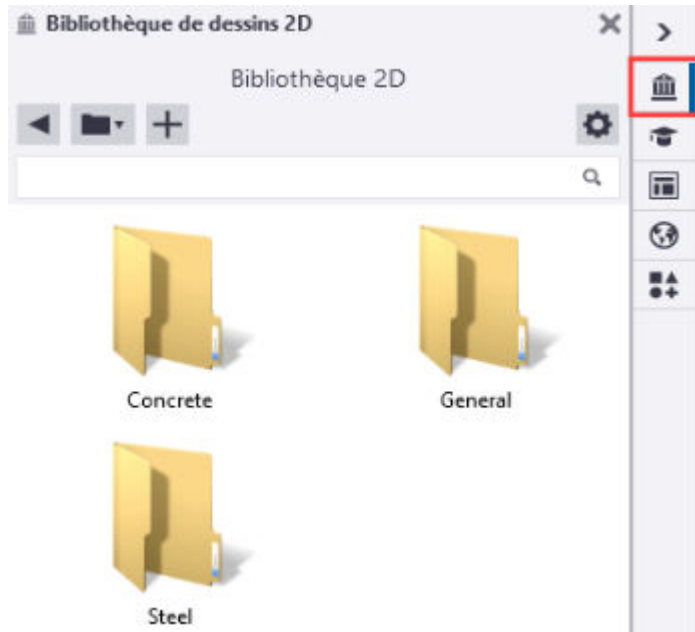 Bibliothèque de dessins 2D
Bibliothèque 2D
Concrete
General
Steel